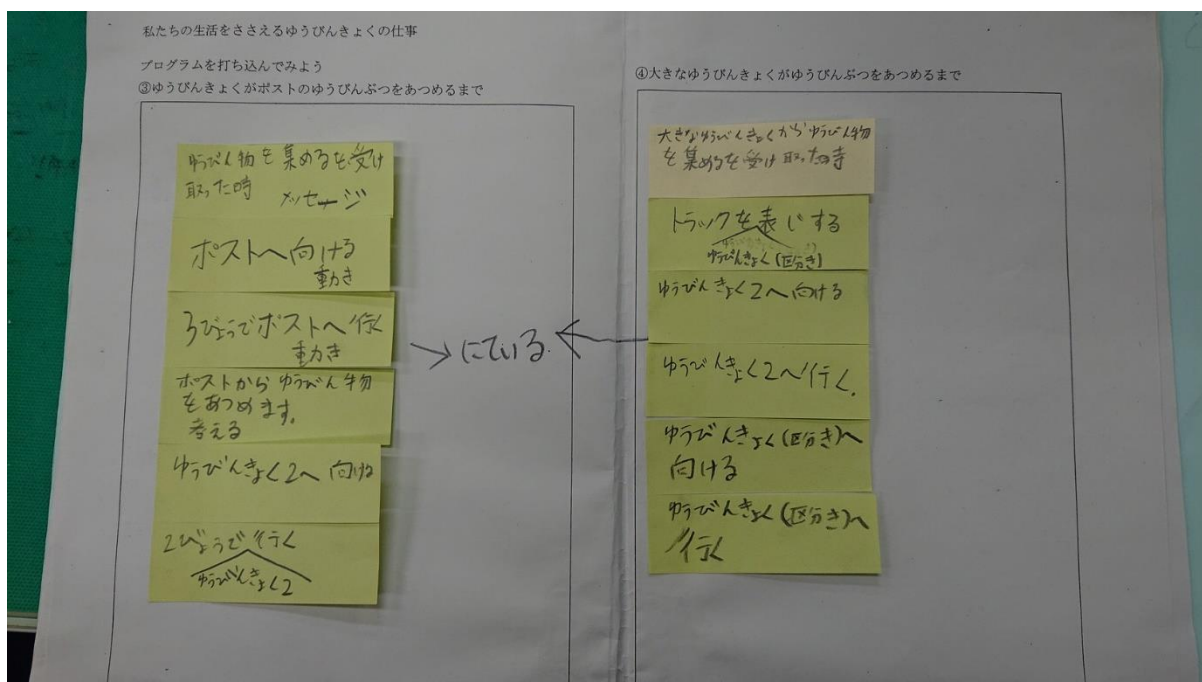 私たちの生活をささえるゆうびんきょくの仕事
プログラムを打ち込んでみよう
③ゆうびんきょくがポストのゆうびんぶつをあつめるまで
ゆうびん物を集めるを受け
取った時 メッセージ
ポストへ向ける
動き
3びょうでポストへ行く
動き
ポストからゆうびん物
をあつめます。
考える
ゆうびんきょく2へ向ける
2びょうで行く
ゆうびんきょく2
→にている←
④大きなゆうびんきょくがゆうびんぶつをあつめるまで
大きなゆうびんきょくからゆうびん物
を集めるを受け取った時
トラックを表じする
ゆうびんきょく(区分き)
ゆうびんきょく2へ向ける
ゆうびんきょく2へ行く.
ゆうびんきょく(区分き)へ
向ける
ゆうびんきょく(区分き)へ
行く